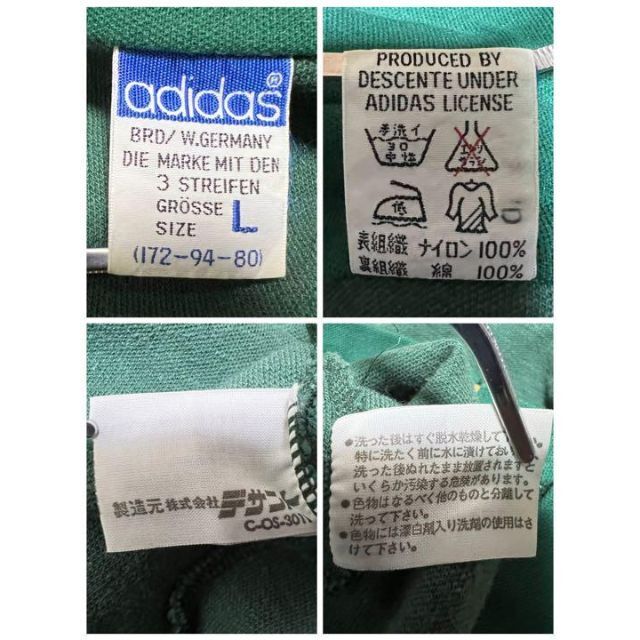 adidas®
BRD/W.GERMANY
DIE MARKE MIT DEN
3 STREIFEN
GRÖSSE L
SIZE
(172-94-80)
PRODUCED BY
DESCENTE UNDER
ADIDAS LICENSE
手洗イ
30
中性
低
表組織 ナイロン 100%
裏組織 綿 100%
製造元 株式会社 デサント
C-OS-301
●洗った後はすぐ脱水乾燥して
特に洗たく前に水に漬けておい
洗った後ぬれたまま放置されますと
いくらか汚染する危険があります。
●色物はなるべく他のものと分離して
洗って下さい。
●色物には漂白剤入り洗剤の使用はさ
けて下さい。